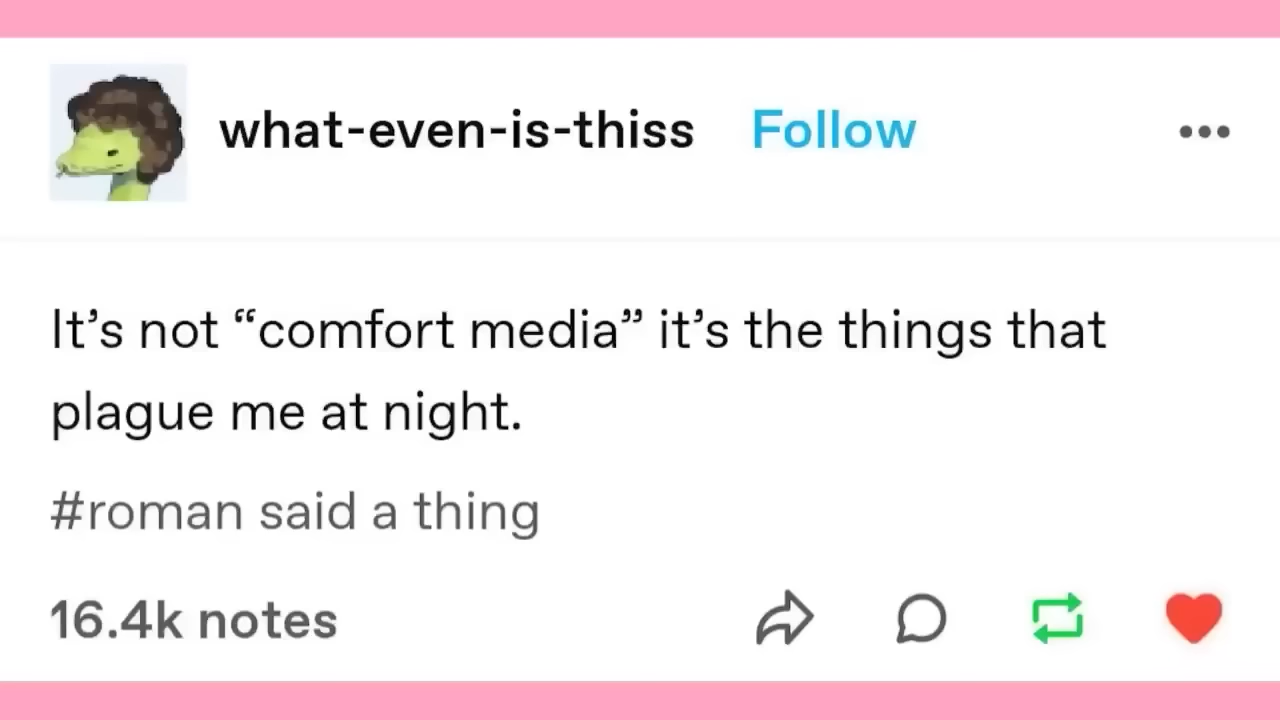 what-even-is-thiss Follow
It’s not “comfort media” it’s the things that
plague me at night.
#roman said a thing
16.4k notes